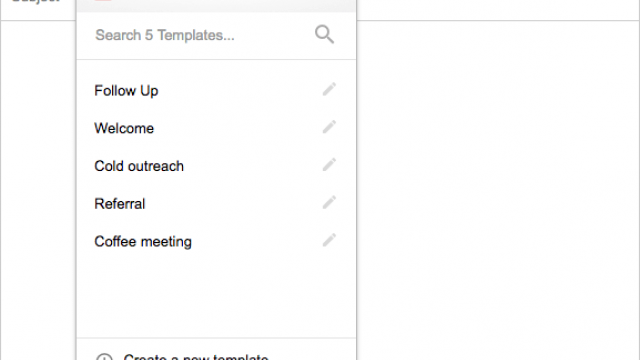 Subject
Search 5 Templates...
Follow Up
Welcome
Cold outreach
Referral
Coffee meeting
Create a new template